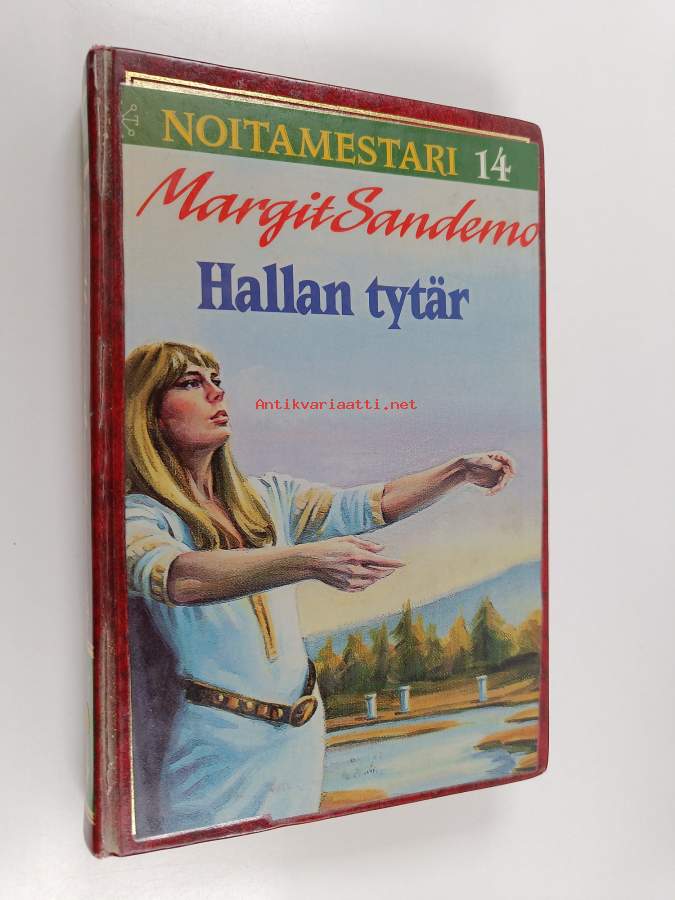 NOITAMESTARI 14
Margit Sandemo
Hallan tytär
Antikvariaatti.net